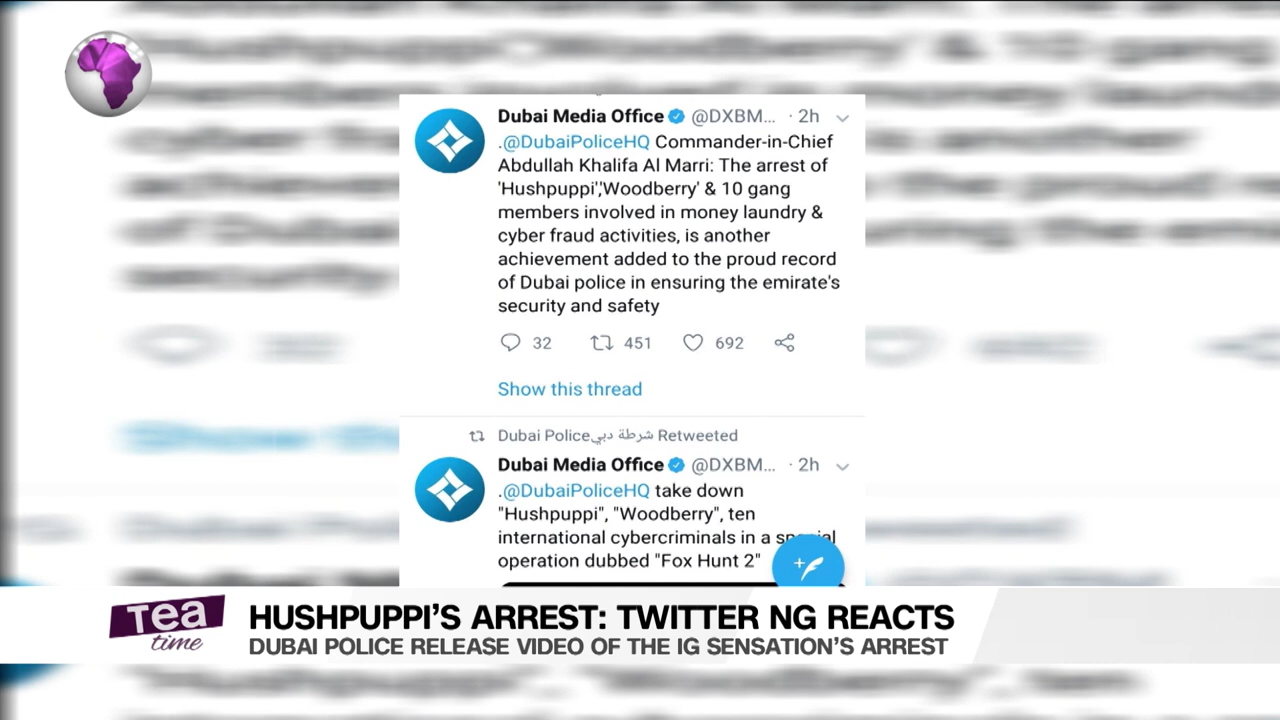 Dubai Media Office @DXBM... · 2h
.@DubaiPoliceHQ Commander-in-Chief
Abdullah Khalifa Al Marri: The arrest of
'Hushpuppi','Woodberry' & 10 gang
members involved in money laundry &
cyber fraud activities, is another
achievement added to the proud record
of Dubai police in ensuring the emirate's
security and safety
32 451 692
Show this thread
Dubai Police شرطة دبي Retweeted
Dubai Media Office @DXBM... · 2h
.@DubaiPoliceHQ take down
"Hushpuppi", "Woodberry", ten
international cybercriminals in a special
operation dubbed "Fox Hunt 2"
Tea
time
HUSHPUPPI'S ARREST: TWITTER NG REACTS
DUBAI POLICE RELEASE VIDEO OF THE IG SENSATION'S ARREST